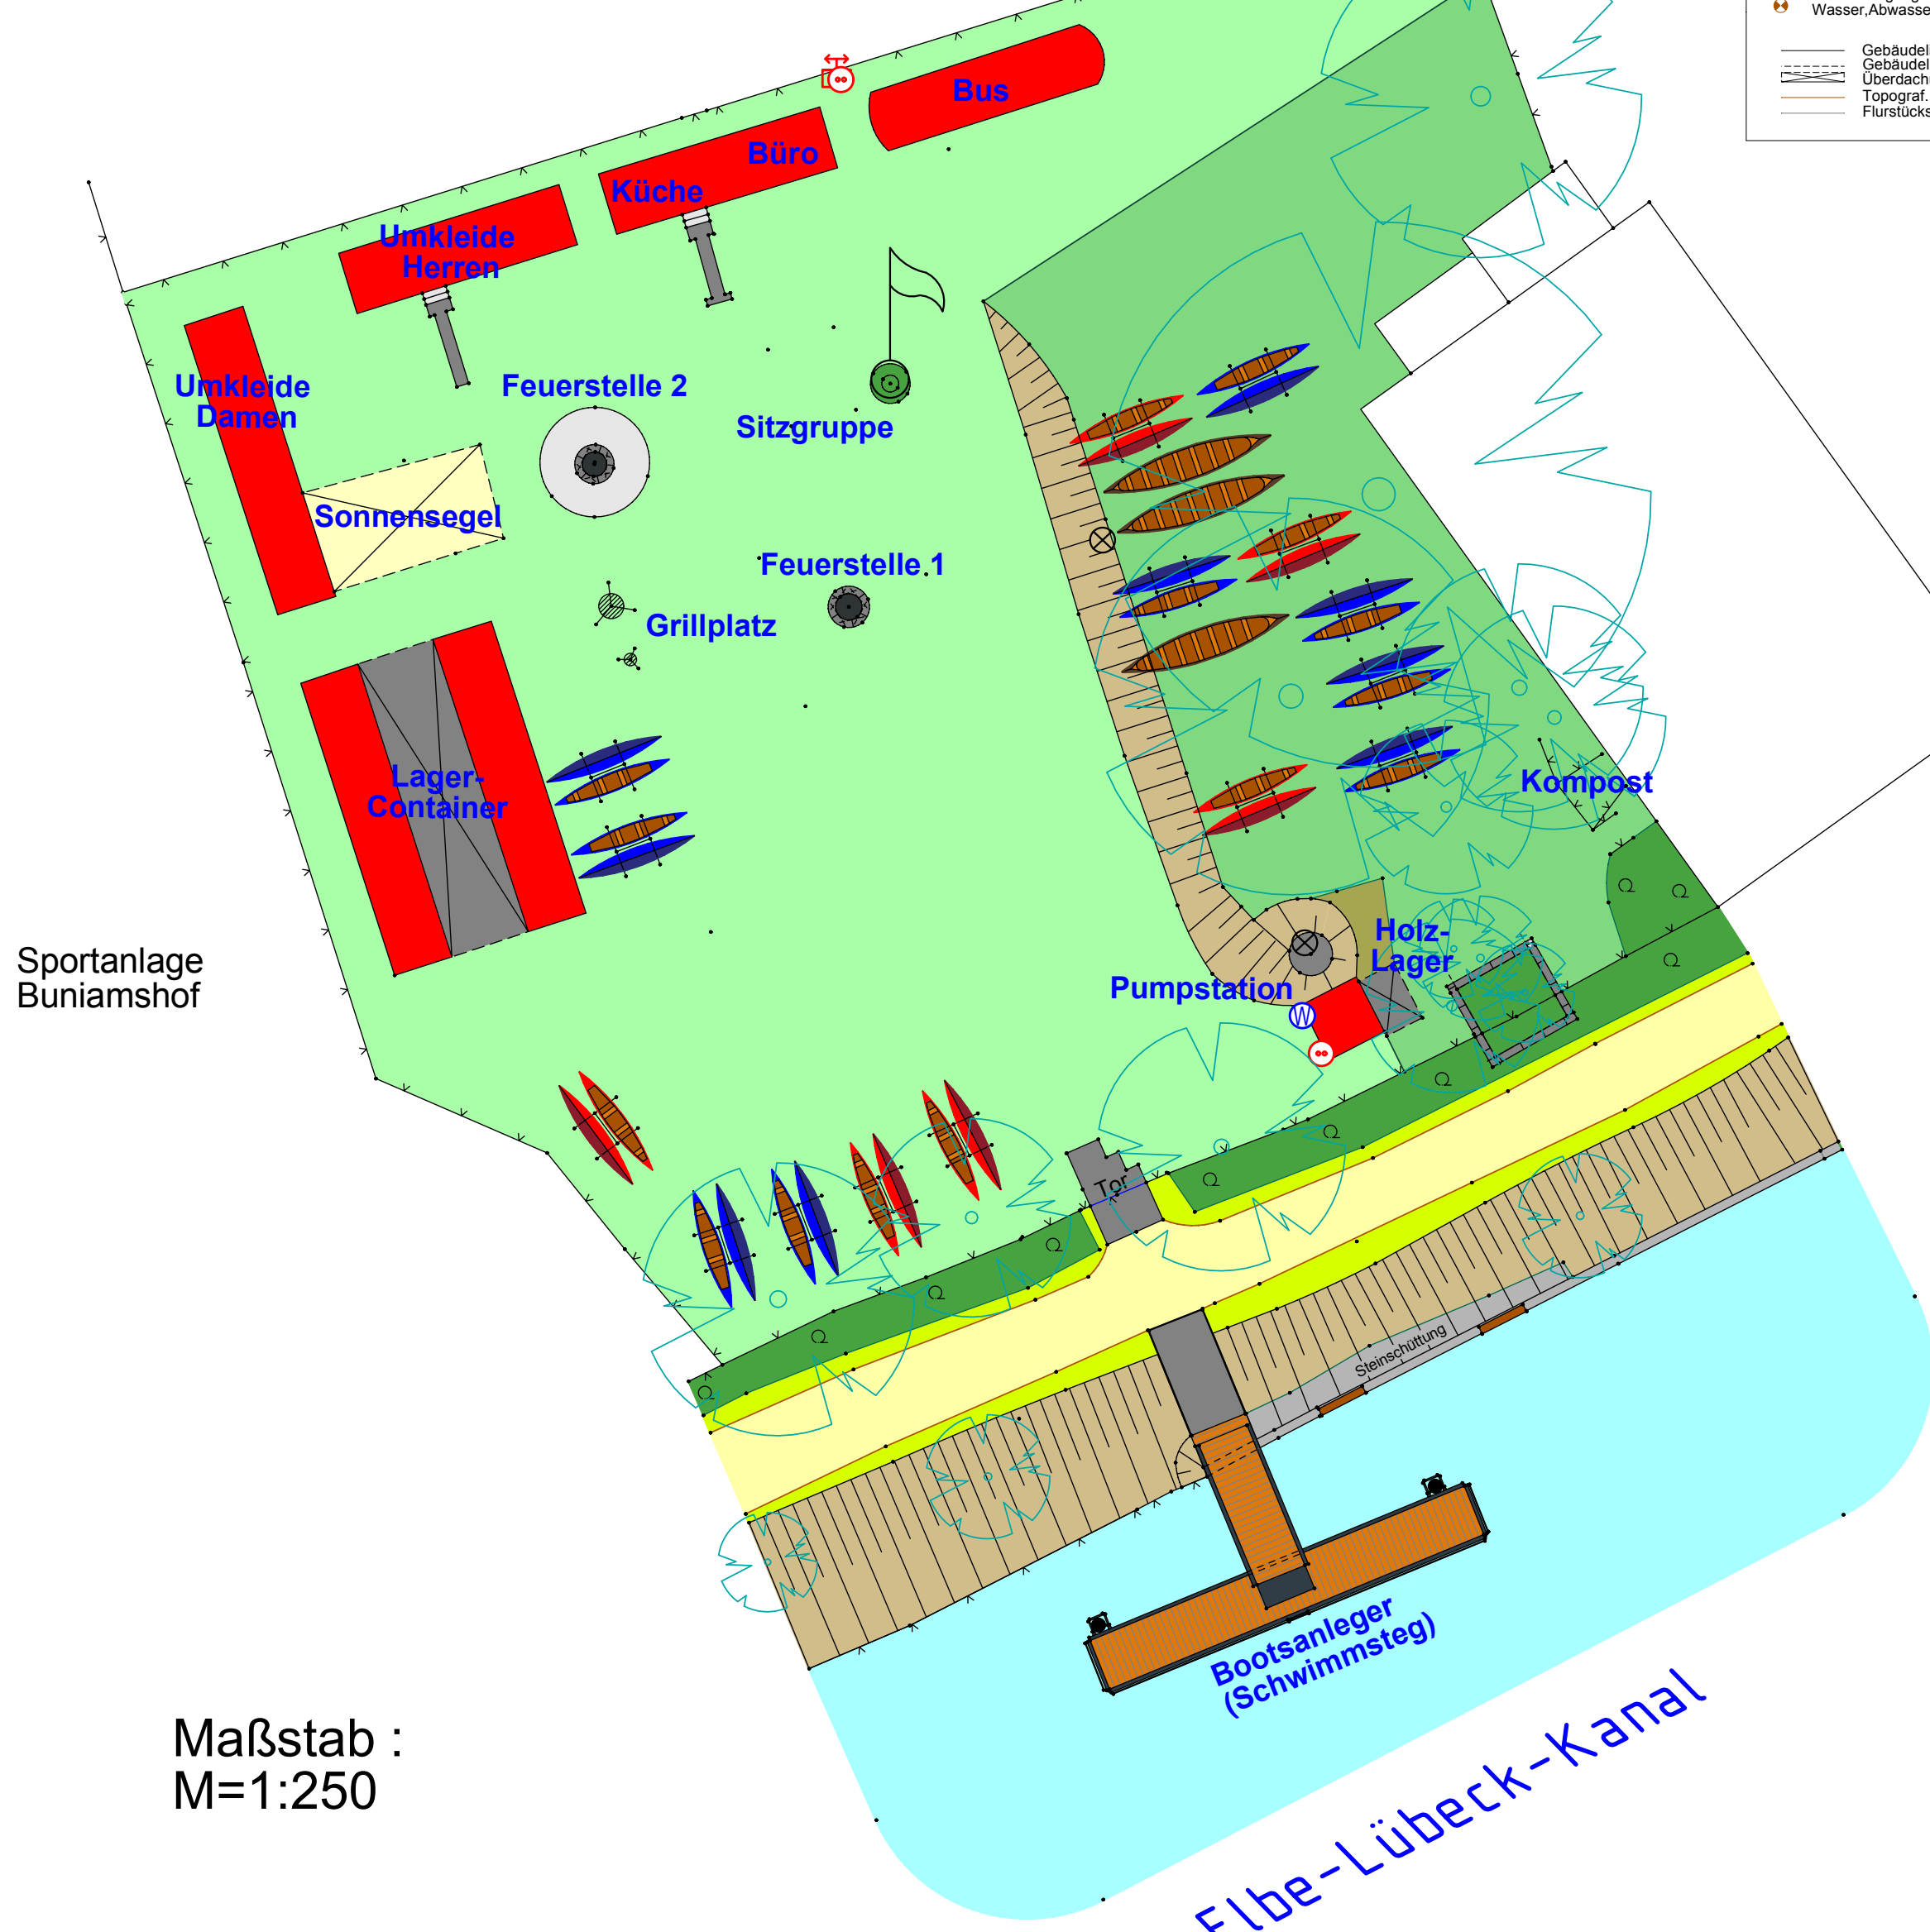 Wasser,Abwasse
Gebäudel
Gebäudel
Überdach
Topograf.
Flurstücks
Bus
Büro
Küche
Umkleide
Herren
Umkleide
Damen
Feuerstelle 2
Sitzgruppe
Sonnensegel
Feuerstelle 1
Grillplatz
Lager-
Container
Kompost
Holz-
Lager
Pumpstation
W
Sportanlage
Buniamshof
Tor
Steinschüttung
Bootsanleger
(Schwimmsteg)
Maßstab :
M=1:250
Elbe-Lübeck-Kanal